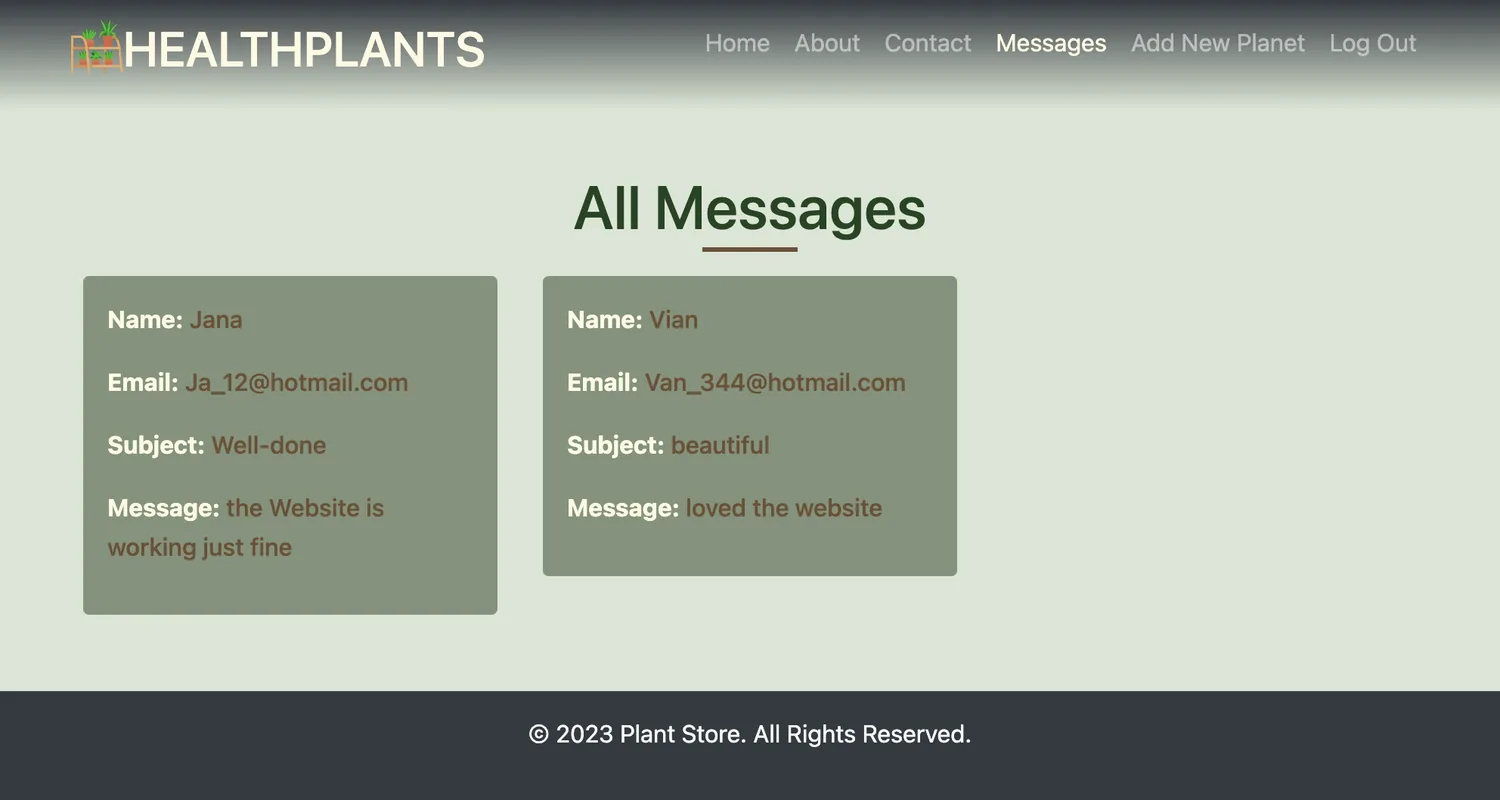 HEALTHPLANTS
Home About Contact Messages Add New Planet Log Out
All Messages
Name: Jana
Email: Ja_12@hotmail.com
Subject: Well-done
Message: the Website is
working just fine
Name: Vian
Email: Van_344@hotmail.com
Subject: beautiful
Message: loved the website
© 2023 Plant Store. All Rights Reserved.